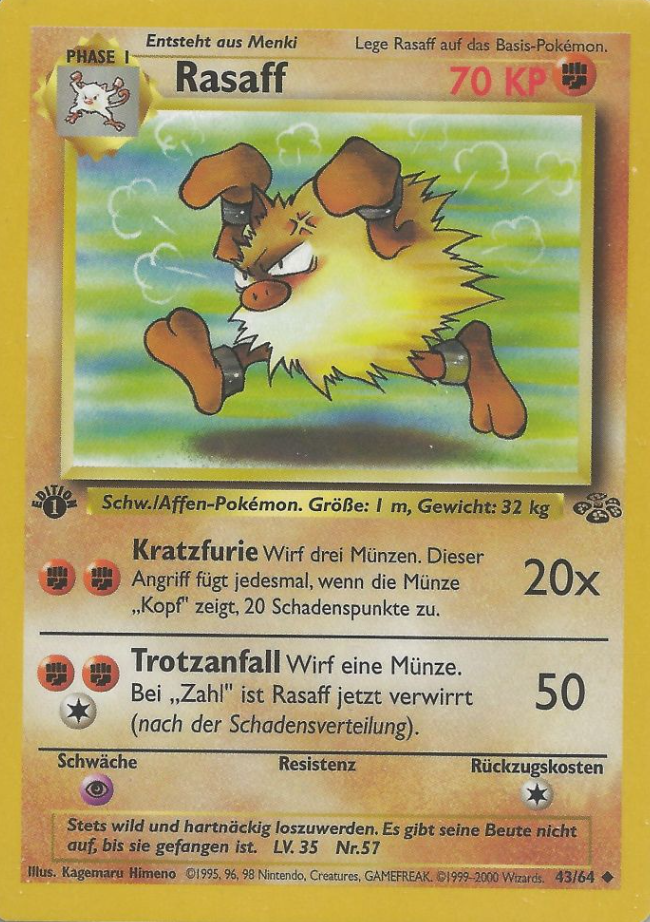 Entsteht aus Menki
Lege Rasaff auf das Basis-Pokémon.
PHASE 1
Rasaff
70 KP
EDITION
1
Schw./Affen-Pokémon. Größe: 1 m, Gewicht: 32 kg
Kratzfurie Wirf drei Münzen. Dieser
Angriff fügt jedesmal, wenn die Münze
„Kopf" zeigt, 20 Schadenspunkte zu.
20x
Trotzanfall Wirf eine Münze.
Bei „Zahl" ist Rasaff jetzt verwirrt
(nach der Schadensverteilung).
50
Schwäche
Resistenz
Rückzugskosten
Stets wild und hartnäckig loszuwerden. Es gibt seine Beute nicht
auf, bis sie gefangen ist. LV. 35 Nr.57
Illus. Kagemaru Himeno ©1995, 96, 98 Nintendo, Creatures, GAMEFREAK. ©1999-2000 Wizards. 43/64